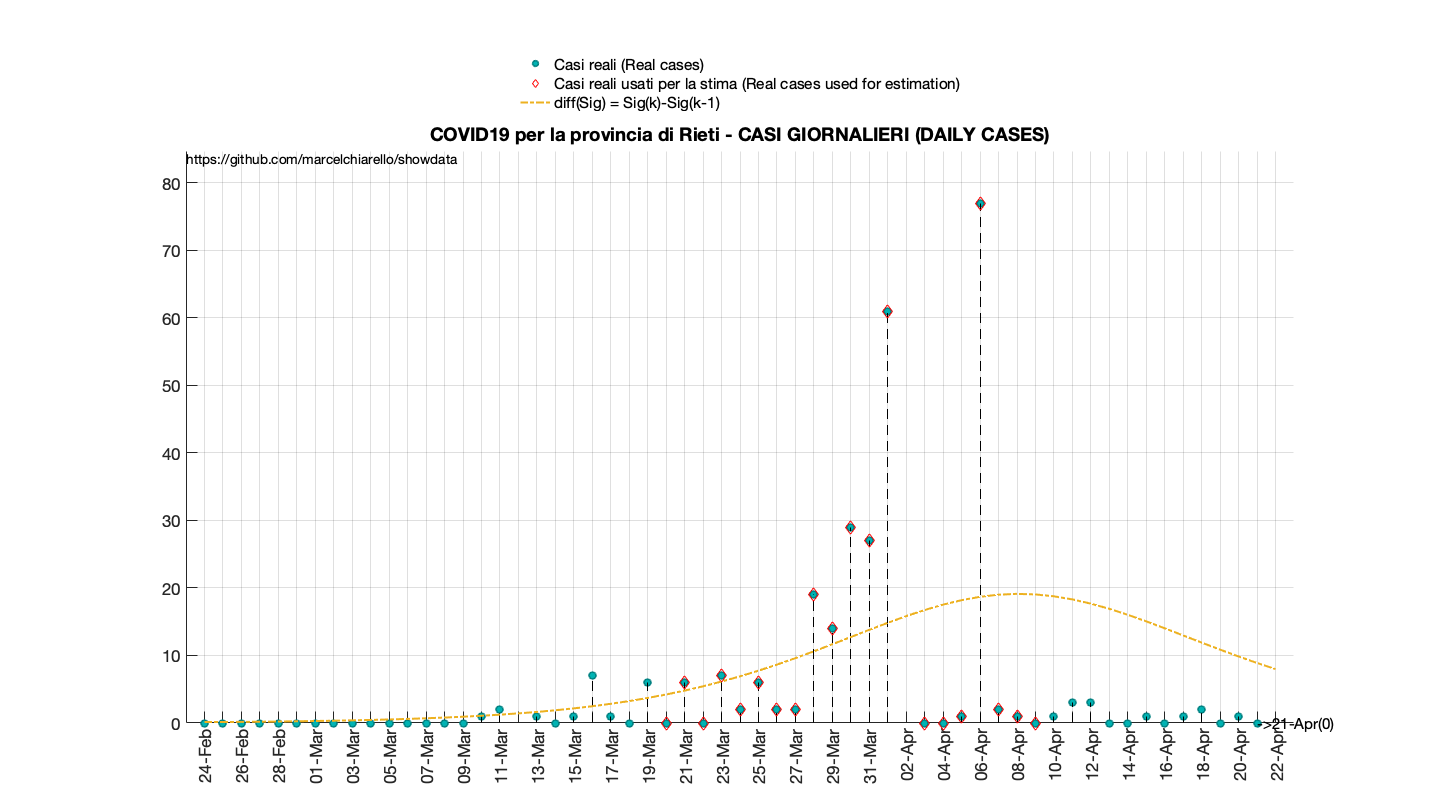 Casi reali (Real cases)
Casi reali usati per la stima (Real cases used for estimation)
diff(Sig) = Sig(k)-Sig(k-1)
COVID19 per la provincia di Rieti - CASI GIORNALIERI (DAILY CASES)
https://github.com/marcelchiarello/showdata
80
70
60
50
40
30
20
10
0
->21-Apr(0)
24-Feb
26-Feb
28-Feb
01-Mar
03-Mar
05-Mar
07-Mar
09-Mar
11-Mar
13-Mar
15-Mar
17-Mar
19-Mar
21-Mar
23-Mar
25-Mar
27-Mar
29-Mar
31-Mar
02-Apr
04-Apr
06-Apr
08-Apr
10-Apr
12-Apr
14-Apr
16-Apr
18-Apr
20-Apr
22-Apr